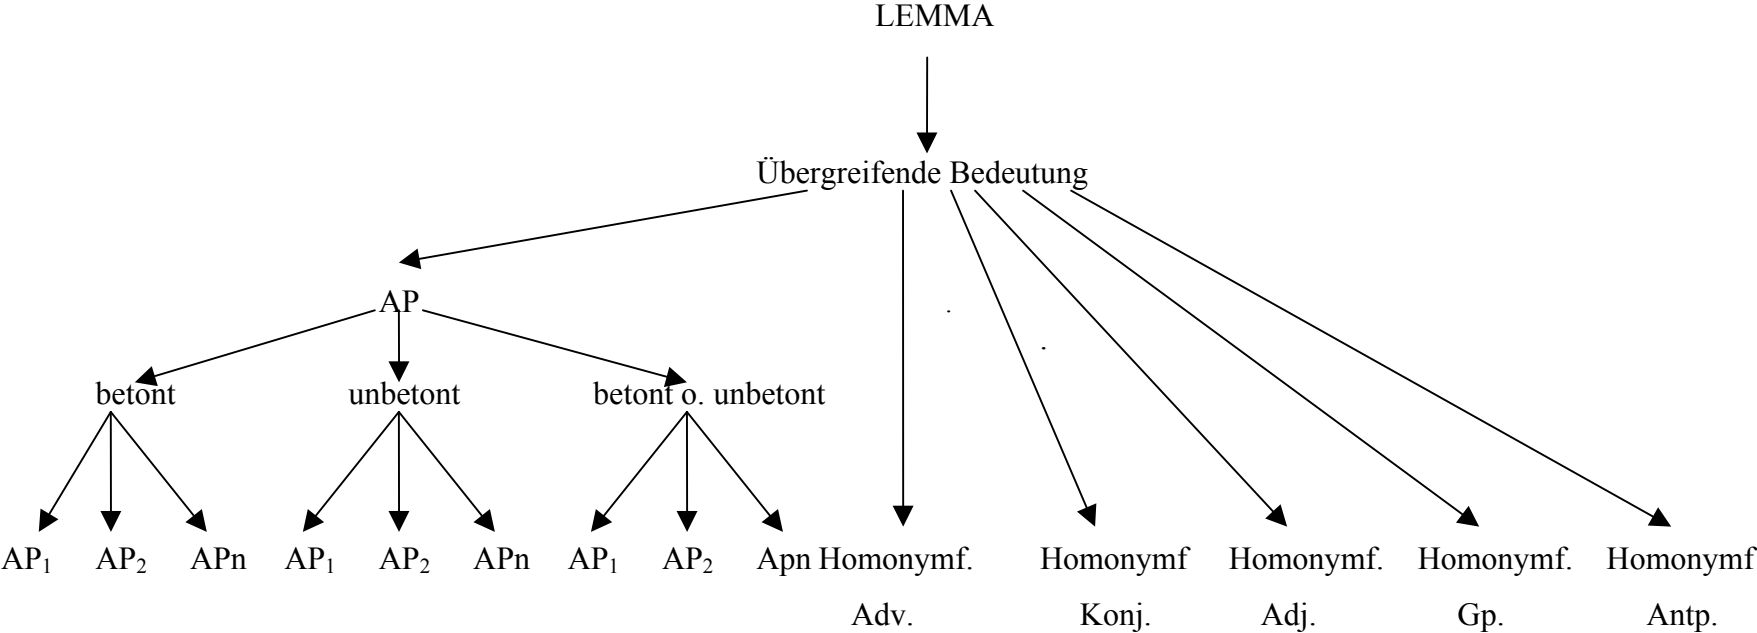 LEMMA
Übergreifende Bedeutung
AP
betont unbetont betont o. unbetont
AP₁ AP₂ APn AP₁ AP₂ APn AP₁ AP₂ Apn Homonymf. Homonymf Homonymf. Homonymf. Homonymf
Adv. Konj. Adj. Gp. Antp.